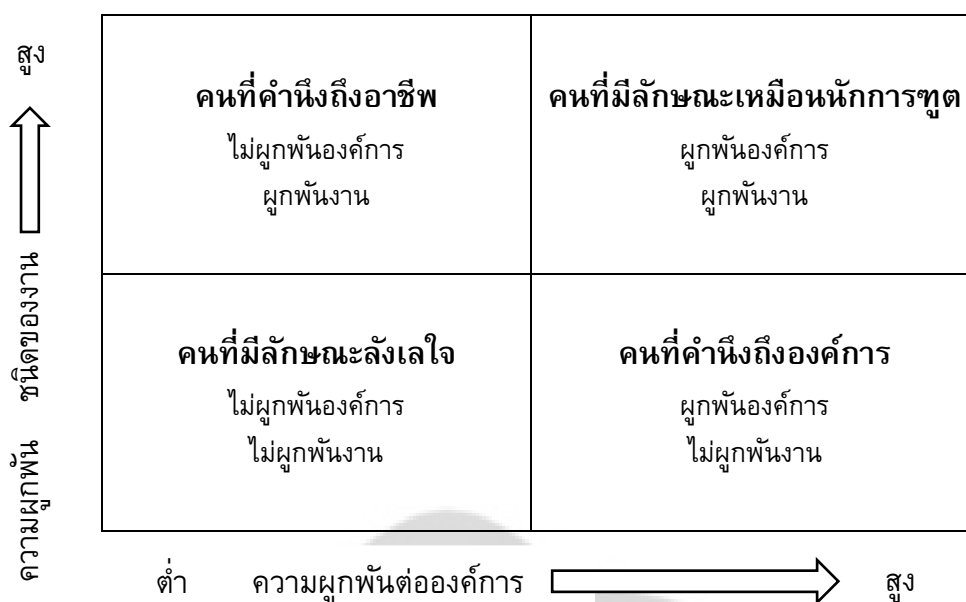 สูง
คนที่คำนึงถึงอาชีพ
ไม่ผูกพันองค์การ
ผูกพันงาน
คนที่มีลักษณะเหมือนนักการฑูต
ผูกพันองค์การ
ผูกพันงาน
คนที่มีลักษณะลังเลใจ
ไม่ผูกพันองค์การ
ไม่ผูกพันงาน
คนที่คำนึงถึงองค์การ
ผูกพันองค์การ
ไม่ผูกพันงาน
ความผูกพัน ชนิดของงาน
ต่ำ ความผูกพันต่อองค์การ สูง